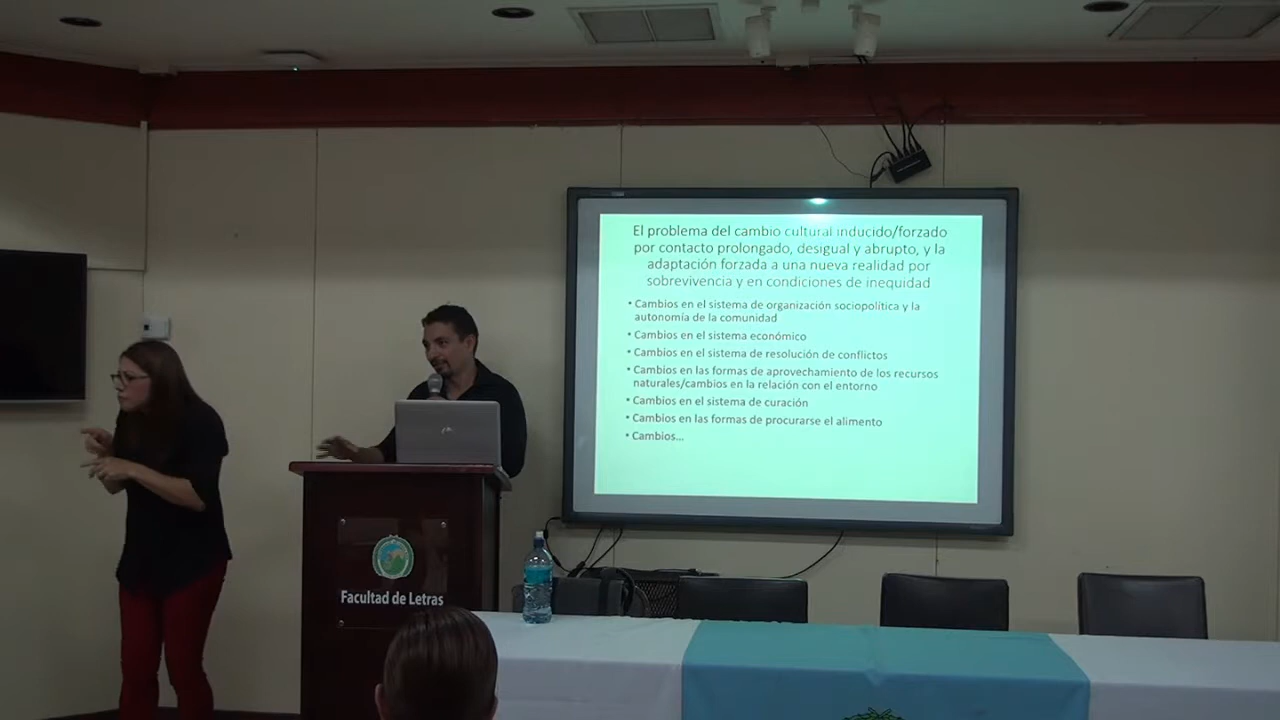 El problema del cambio cultural inducido/forzado
por contacto prolongado, desigual y abrupto, y la
adaptación forzada a una nueva realidad por
sobrevivencia y en condiciones de inequidad
• Cambios en el sistema de organización sociopolítica y la
autonomía de la comunidad
• Cambios en el sistema económico
• Cambios en el sistema de resolución de conflictos
• Cambios en las formas de aprovechamiento de los recursos
naturales/cambios en la relación con el entorno
• Cambios en el sistema de curación
• Cambios en las formas de procurarse el alimento
• Cambios...
Facultad de Letras